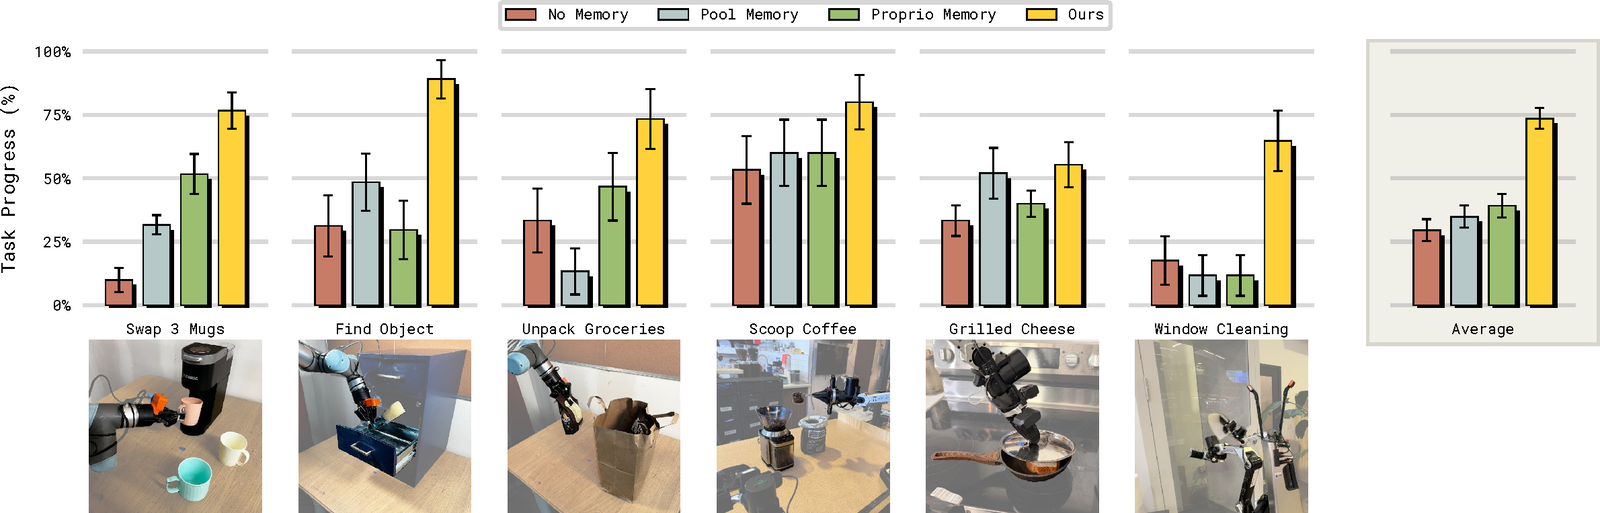 No Memory Pool Memory Proprio Memory Ours
Task Progress (%)
100%
75%
50%
25%
0%
Swap 3 Mugs Find Object Unpack Groceries Scoop Coffee Grilled Cheese Window Cleaning Average